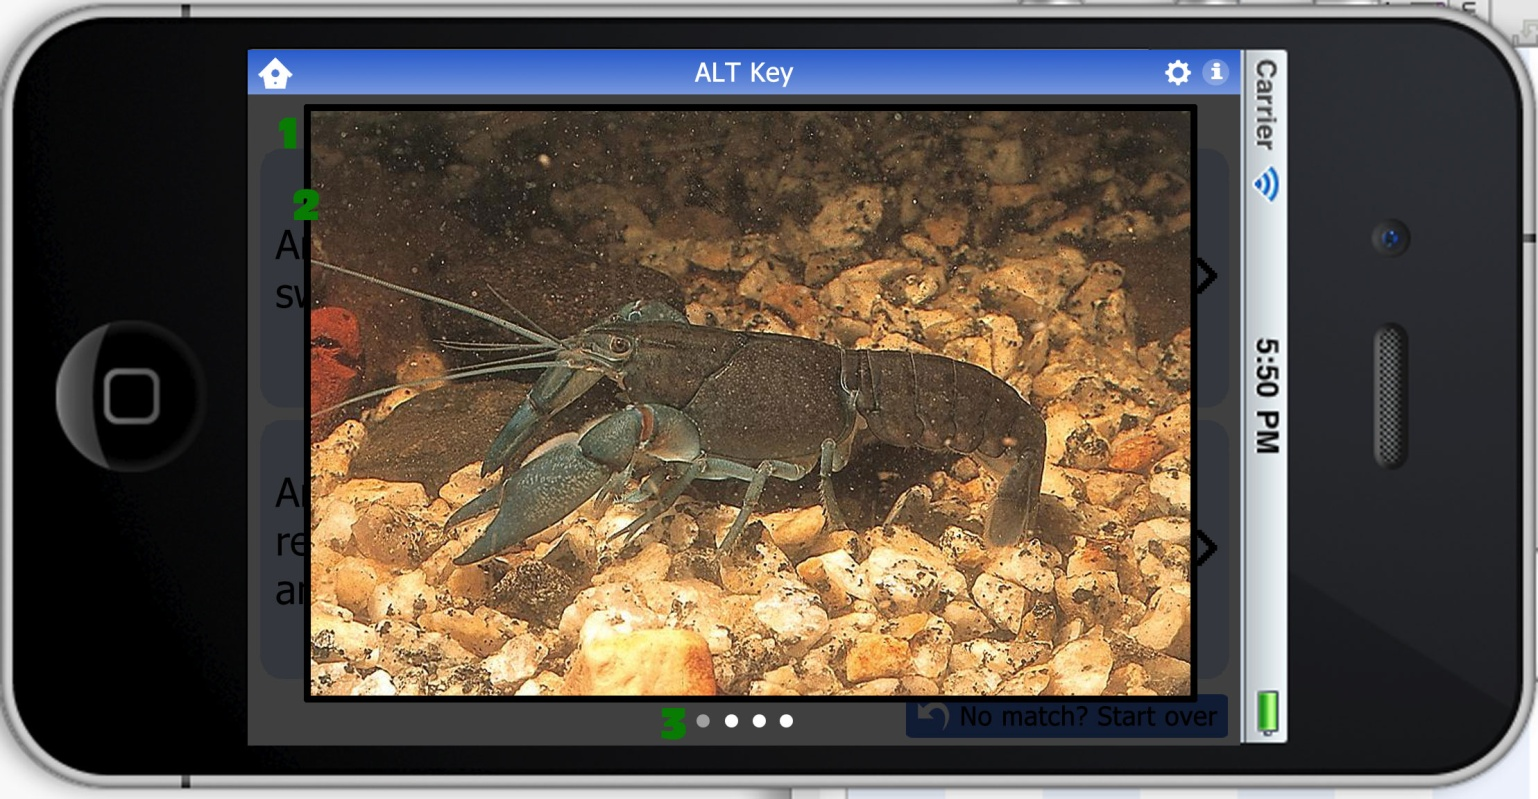 ALT Key
1
2
3
No match? Start over
Carrier
5:50 PM